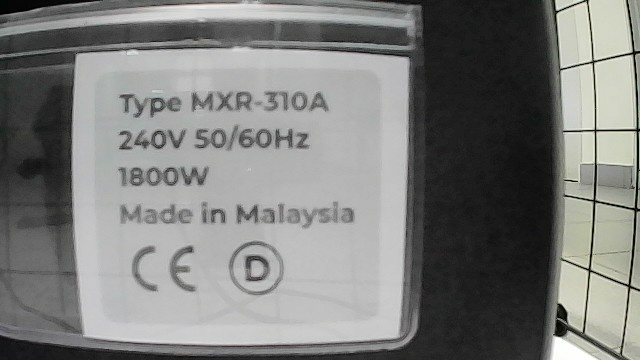 Type MXR-310A
240V 50/60Hz
1800W
Made in Malaysia
CE D